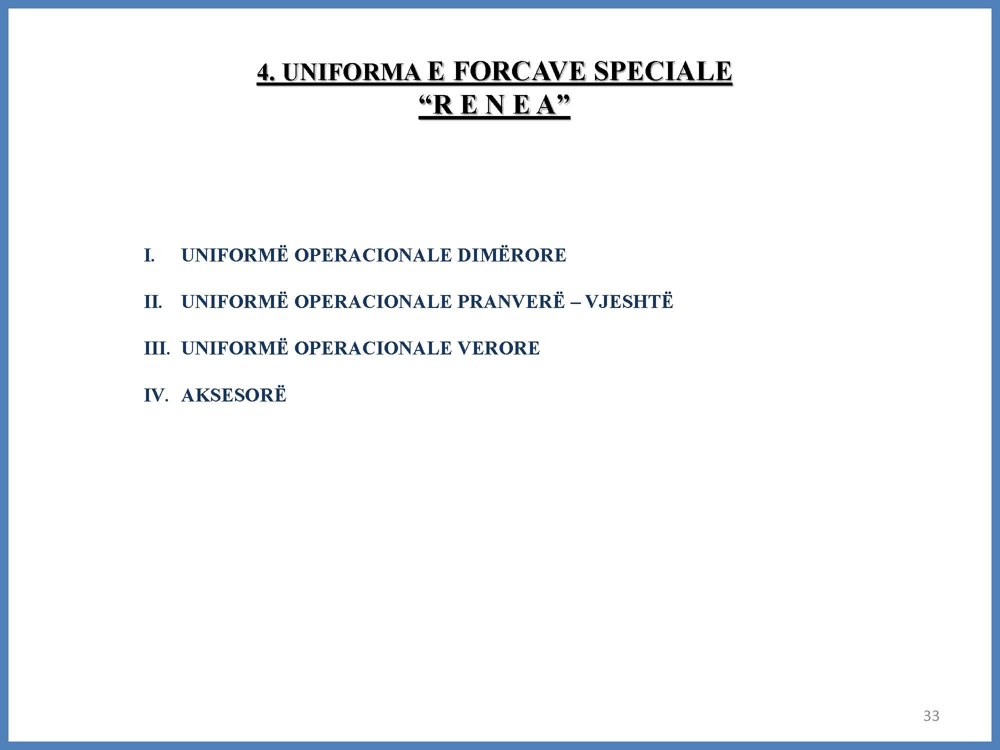 4. UNIFORMA E FORCAVE SPECIALE
“R E N E A”
I. UNIFORMË OPERACIONALE DIMËRORE
II. UNIFORMË OPERACIONALE PRANVERË – VJESHTË
III. UNIFORMË OPERACIONALE VERORE
IV. AKSESORË
33